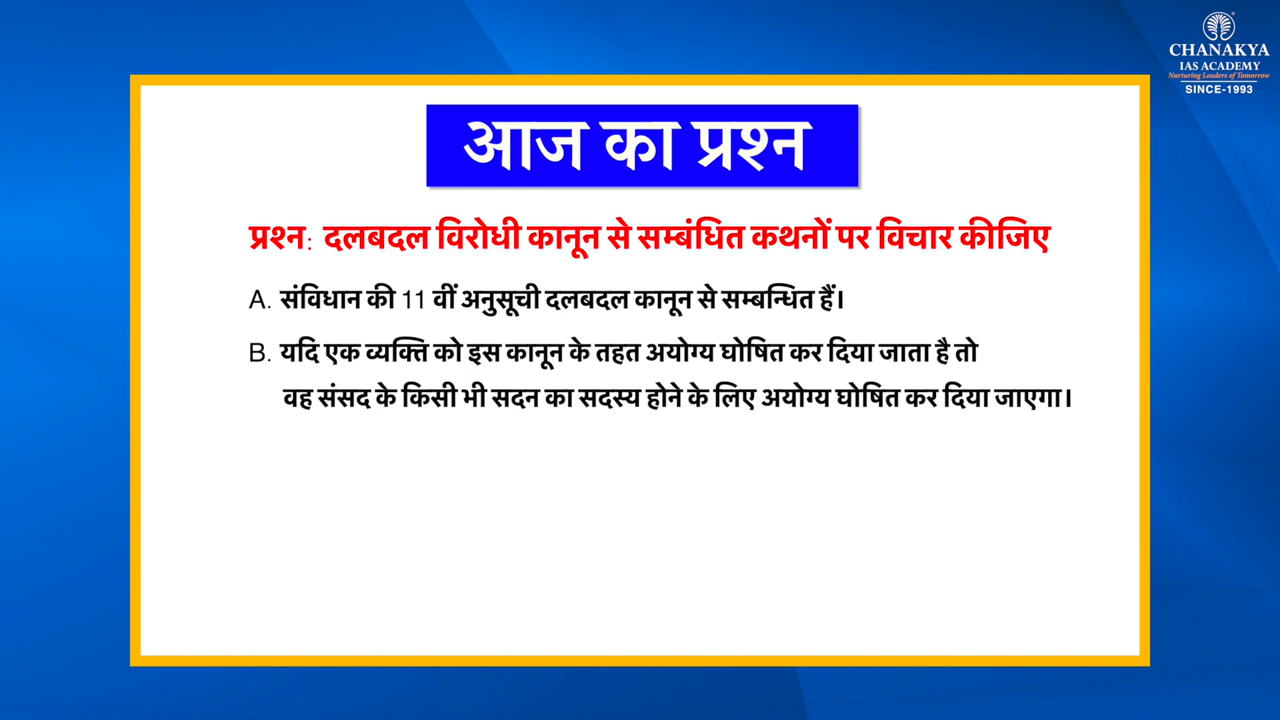 CHANAKYA
IAS ACADEMY
Nurturing Leaders of Tomorrow
SINCE-1993
आज का प्रश्न
प्रश्न: दलबदल विरोधी कानून से सम्बंधित कथनों पर विचार कीजिए
A. संविधान की 11 वीं अनुसूची दलबदल कानून से सम्बन्धित हैं।
B. यदि एक व्यक्ति को इस कानून के तहत अयोग्य घोषित कर दिया जाता है तो
वह संसद के किसी भी सदन का सदस्य होने के लिए अयोग्य घोषित कर दिया जाएगा।